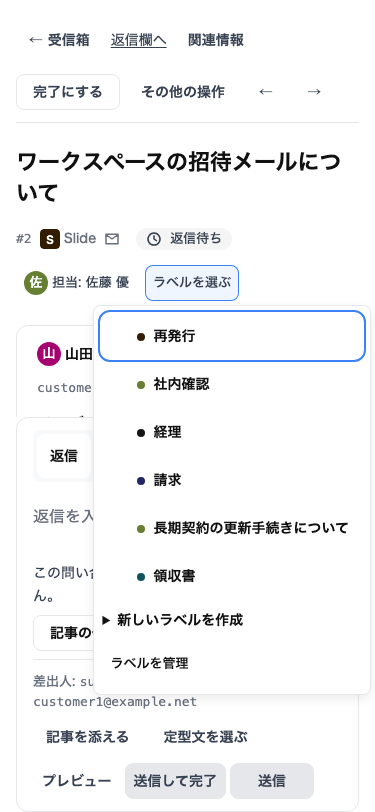 ← 受信箱 返信欄へ 関連情報
完了にする その他の操作 ← →
ワークスペースの招待メールにつ
いて
#2 S Slide 返信待ち
佐 担当: 佐藤 優 ラベルを選ぶ
再発行
山 山田
社内確認
custome
経理
返信
請求
返信を入
長期契約の更新手続きについて
この問い
領収書
ん。
新しいラベルを作成
記事の
ラベルを管理
差出人:
customer1@example.net
記事を添える 定型文を選ぶ
プレビュー 送信して完了 送信